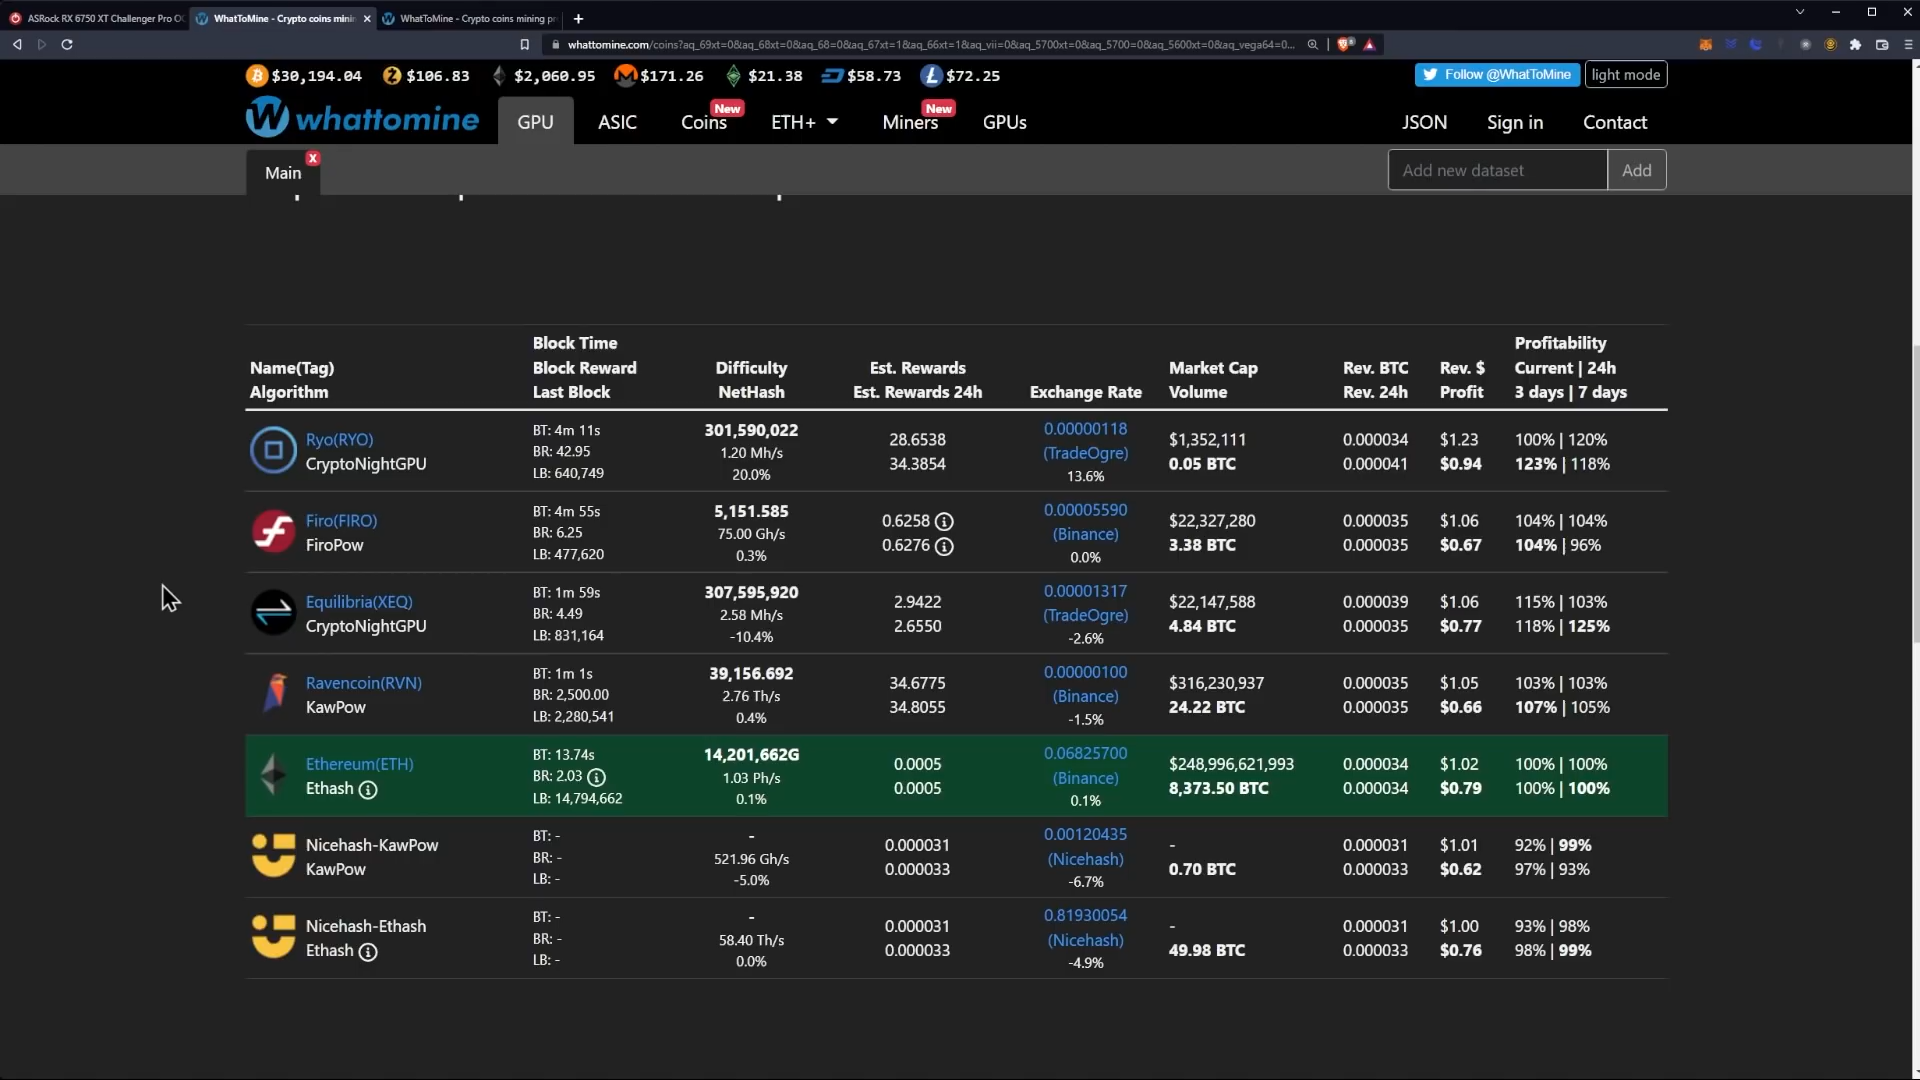 ASRock RX 6750 XT Challenger Pro OC
WhatToMine - Crypto coins minin
WhatToMine - Crypto coins mining pr
whattomine.com/coins?aq_69xt=0&aq_68xt=0&aq_68=0&aq_67xt=1&aq_66xt=1&aq_vii=0&aq_5700xt=0&aq_5700=0&aq_5600xt=0&aq_vega64=0...
$30,194.04 $106.83 $2,060.95 $171.26 $21.38 $58.73 $72.25
Follow @WhatToMine light mode
whattomine GPU ASIC Coins New ETH+ Miners New GPUs JSON Sign in Contact
Main x Add new dataset Add
Name(Tag)
Algorithm
Block Time
Block Reward
Last Block
Difficulty
NetHash
Est. Rewards
Est. Rewards 24h
Exchange Rate
Market Cap
Volume
Rev. BTC
Rev. 24h
Rev. $
Profit
Profitability
Current | 24h
3 days | 7 days
Ryo(RYO)
CryptoNightGPU
BT: 4m 11s
BR: 42.95
LB: 640,749
301,590,022
1.20 Mh/s
20.0%
28.6538
34.3854
0.00000118
(TradeOgre)
13.6%
$1,352,111
0.05 BTC
0.000034
0.000041
$1.23
$0.94
100% | 120%
123% | 118%
Firo(FIRO)
FiroPow
BT: 4m 55s
BR: 6.25
LB: 477,620
5,151.585
75.00 Gh/s
0.3%
0.6258
0.6276
0.00005590
(Binance)
0.0%
$22,327,280
3.38 BTC
0.000035
0.000035
$1.06
$0.67
104% | 104%
104% | 96%
Equilibria(XEQ)
CryptoNightGPU
BT: 1m 59s
BR: 4.49
LB: 831,164
307,595,920
2.58 Mh/s
-10.4%
2.9422
2.6550
0.00001317
(TradeOgre)
-2.6%
$22,147,588
4.84 BTC
0.000039
0.000035
$1.06
$0.77
115% | 103%
118% | 125%
Ravencoin(RVN)
KawPow
BT: 1m 1s
BR: 2,500.00
LB: 2,280,541
39,156.692
2.76 Th/s
0.4%
34.6775
34.8055
0.00000100
(Binance)
-1.5%
$316,230,937
24.22 BTC
0.000035
0.000035
$1.05
$0.66
103% | 103%
107% | 105%
Ethereum(ETH)
Ethash
BT: 13.74s
BR: 2.03
LB: 14,794,662
14,201,662G
1.03 Ph/s
0.1%
0.0005
0.0005
0.06825700
(Binance)
0.1%
$248,996,621,993
8,373.50 BTC
0.000034
0.000034
$1.02
$0.79
100% | 100%
100% | 100%
Nicehash-KawPow
KawPow
BT: -
BR: -
LB: -
-
521.96 Gh/s
-5.0%
0.000031
0.000033
0.00120435
(Nicehash)
-6.7%
-
0.70 BTC
0.000031
0.000033
$1.01
$0.62
92% | 99%
97% | 93%
Nicehash-Ethash
Ethash
BT: -
BR: -
LB: -
-
58.40 Th/s
0.0%
0.000031
0.000033
0.81930054
(Nicehash)
-4.9%
-
49.98 BTC
0.000031
0.000033
$1.00
$0.76
93% | 98%
98% | 99%